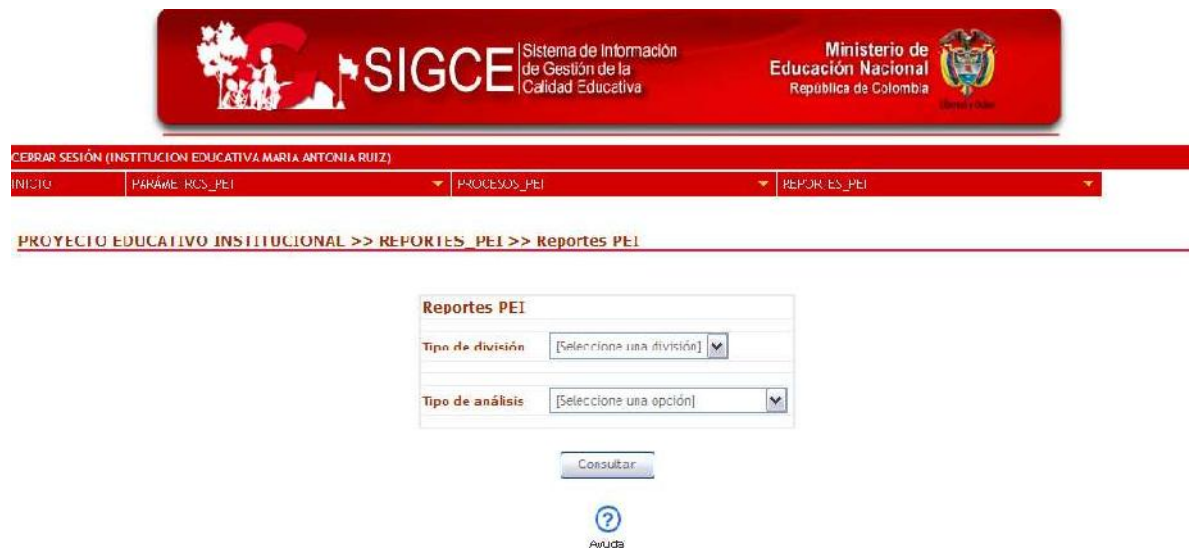 SIGCE
Sistema de Información
de Gestión de la
Calidad Educativa
Ministerio de
Educación Nacional
República de Colombia
CERRAR SESIÓN (INSTITUCION EDUCATIVA MARIA ANTONIA RUIZ)
INICIO PARÁMETROS_PEI PROCESOS_PEI REPORTES_PEI
PROYECTO EDUCATIVO INSTITUCIONAL >> REPORTES_PEI >> Reportes PEI
Reportes PEI
Tipo de división [Seleccione una división]
Tipo de análisis [Seleccione una opción]
Consultar
Ayuda